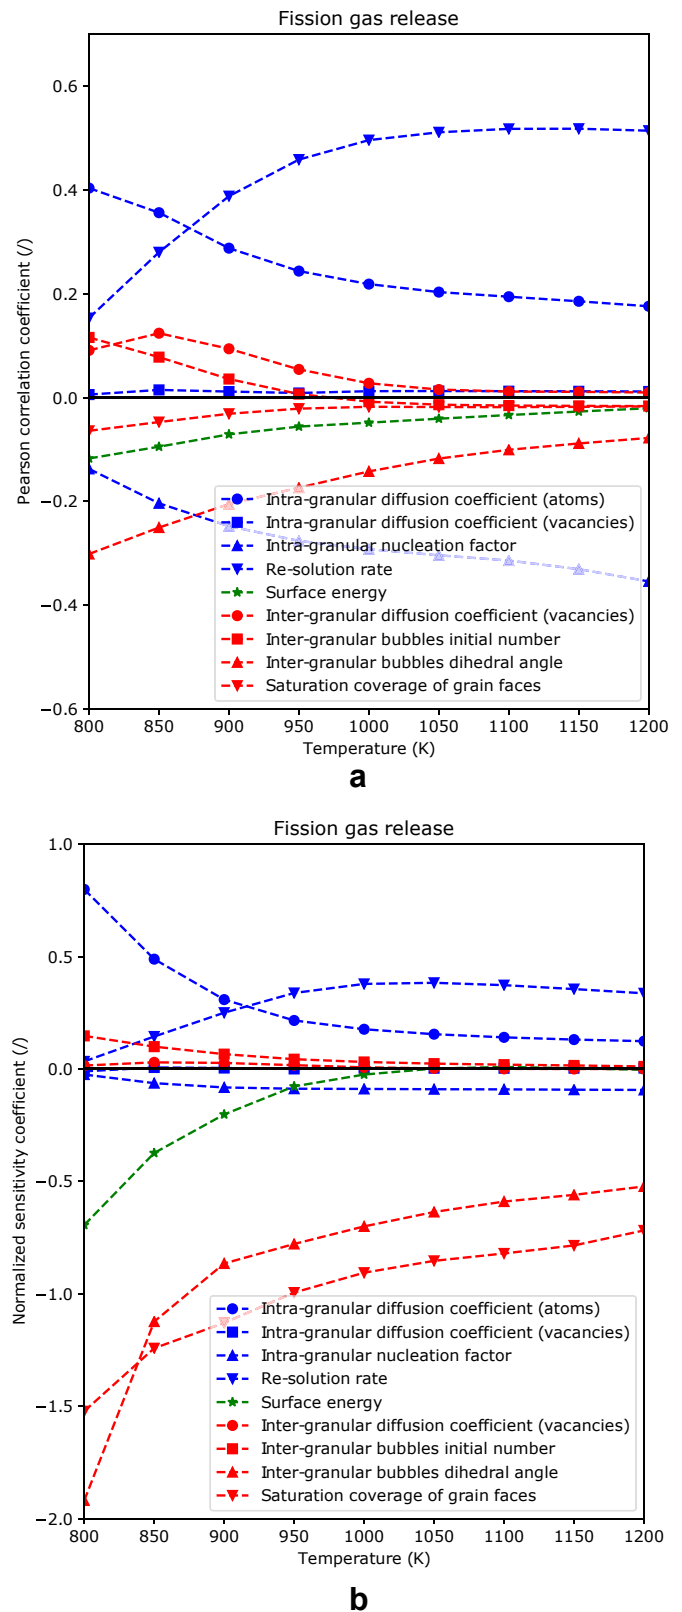 Fission gas release
Pearson correlation coefficient (/)
0.6
0.4
0.2
0.0
−0.2
−0.4
−0.6
Intra-granular diffusion coefficient (atoms)
Intra-granular diffusion coefficient (vacancies)
Intra-granular nucleation factor
Re-solution rate
Surface energy
Inter-granular diffusion coefficient (vacancies)
Inter-granular bubbles initial number
Inter-granular bubbles dihedral angle
Saturation coverage of grain faces
800 850 900 950 1000 1050 1100 1150 1200
Temperature (K)
a
Fission gas release
Normalized sensitivity coefficient (/)
1.0
0.5
0.0
−0.5
−1.0
−1.5
−2.0
Intra-granular diffusion coefficient (atoms)
Intra-granular diffusion coefficient (vacancies)
Intra-granular nucleation factor
Re-solution rate
Surface energy
Inter-granular diffusion coefficient (vacancies)
Inter-granular bubbles initial number
Inter-granular bubbles dihedral angle
Saturation coverage of grain faces
800 850 900 950 1000 1050 1100 1150 1200
Temperature (K)
b